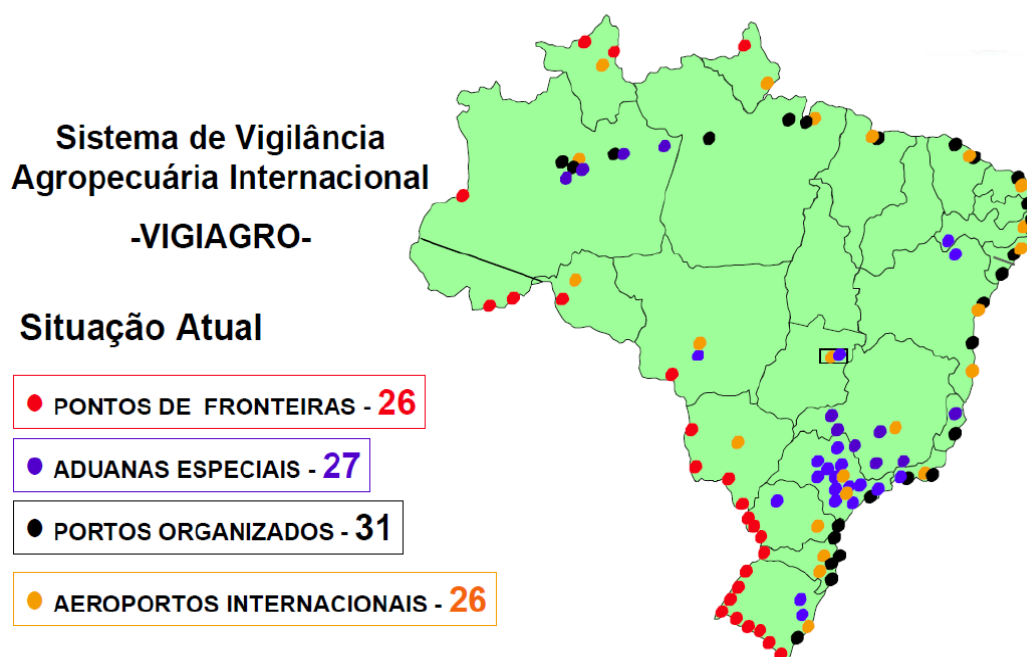 Sistema de Vigilância
Agropecuária Internacional
-VIGIAGRO-
Situação Atual
PONTOS DE FRONTEIRAS - 26
ADUANAS ESPECIAIS - 27
PORTOS ORGANIZADOS - 31
AEROPORTOS INTERNACIONAIS - 26